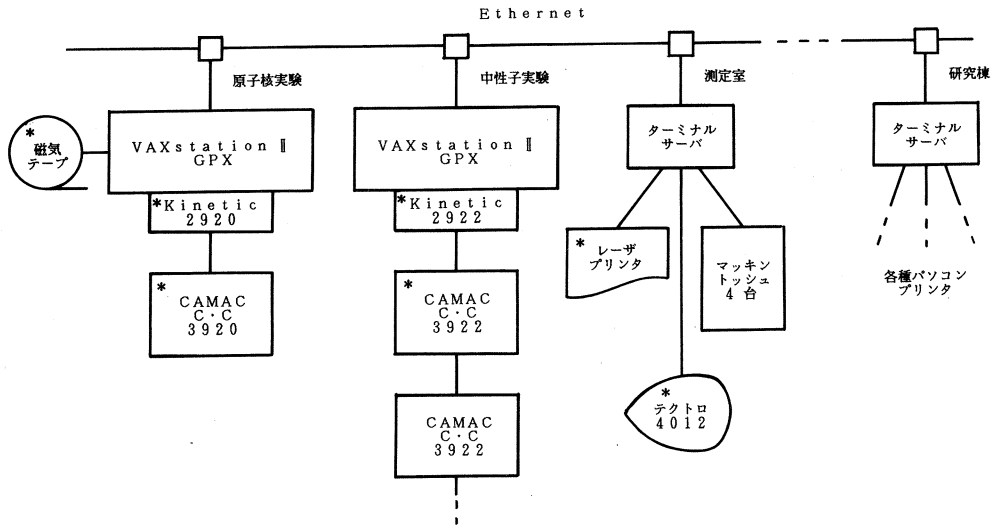 Ethernet
原子核実験
中性子実験
測定室
研究棟
*
磁気
テープ
VAXstation Ⅱ
GPX
*Kinetic
2920
*
CAMAC
C・C
3920
VAXstation Ⅱ
GPX
*Kinetic
2922
*
CAMAC
C・C
3922
CAMAC
C・C
3922
ターミナル
サーバ
*
レーザ
プリンタ
マッキン
トッシュ
4 台
*
テクトロ
4012
ターミナル
サーバ
各種パソコン
プリンタ